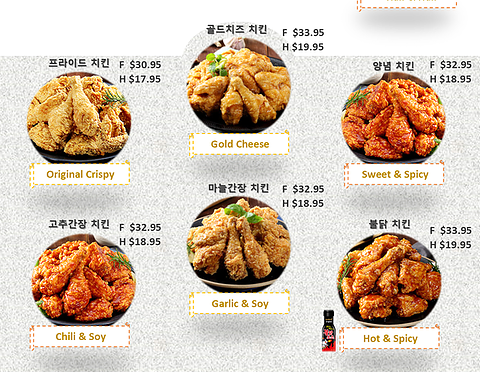 골드치즈 치킨
F $33.95
H $19.95
Gold Cheese
프라이드 치킨
F $30.95
H $17.95
Original Crispy
양념 치킨
F $32.95
H $18.95
Sweet & Spicy
마늘간장 치킨
F $32.95
H $18.95
Garlic & Soy
고추간장 치킨
F $32.95
H $18.95
Chili & Soy
불닭 치킨
F $33.95
H $19.95
Hot & Spicy